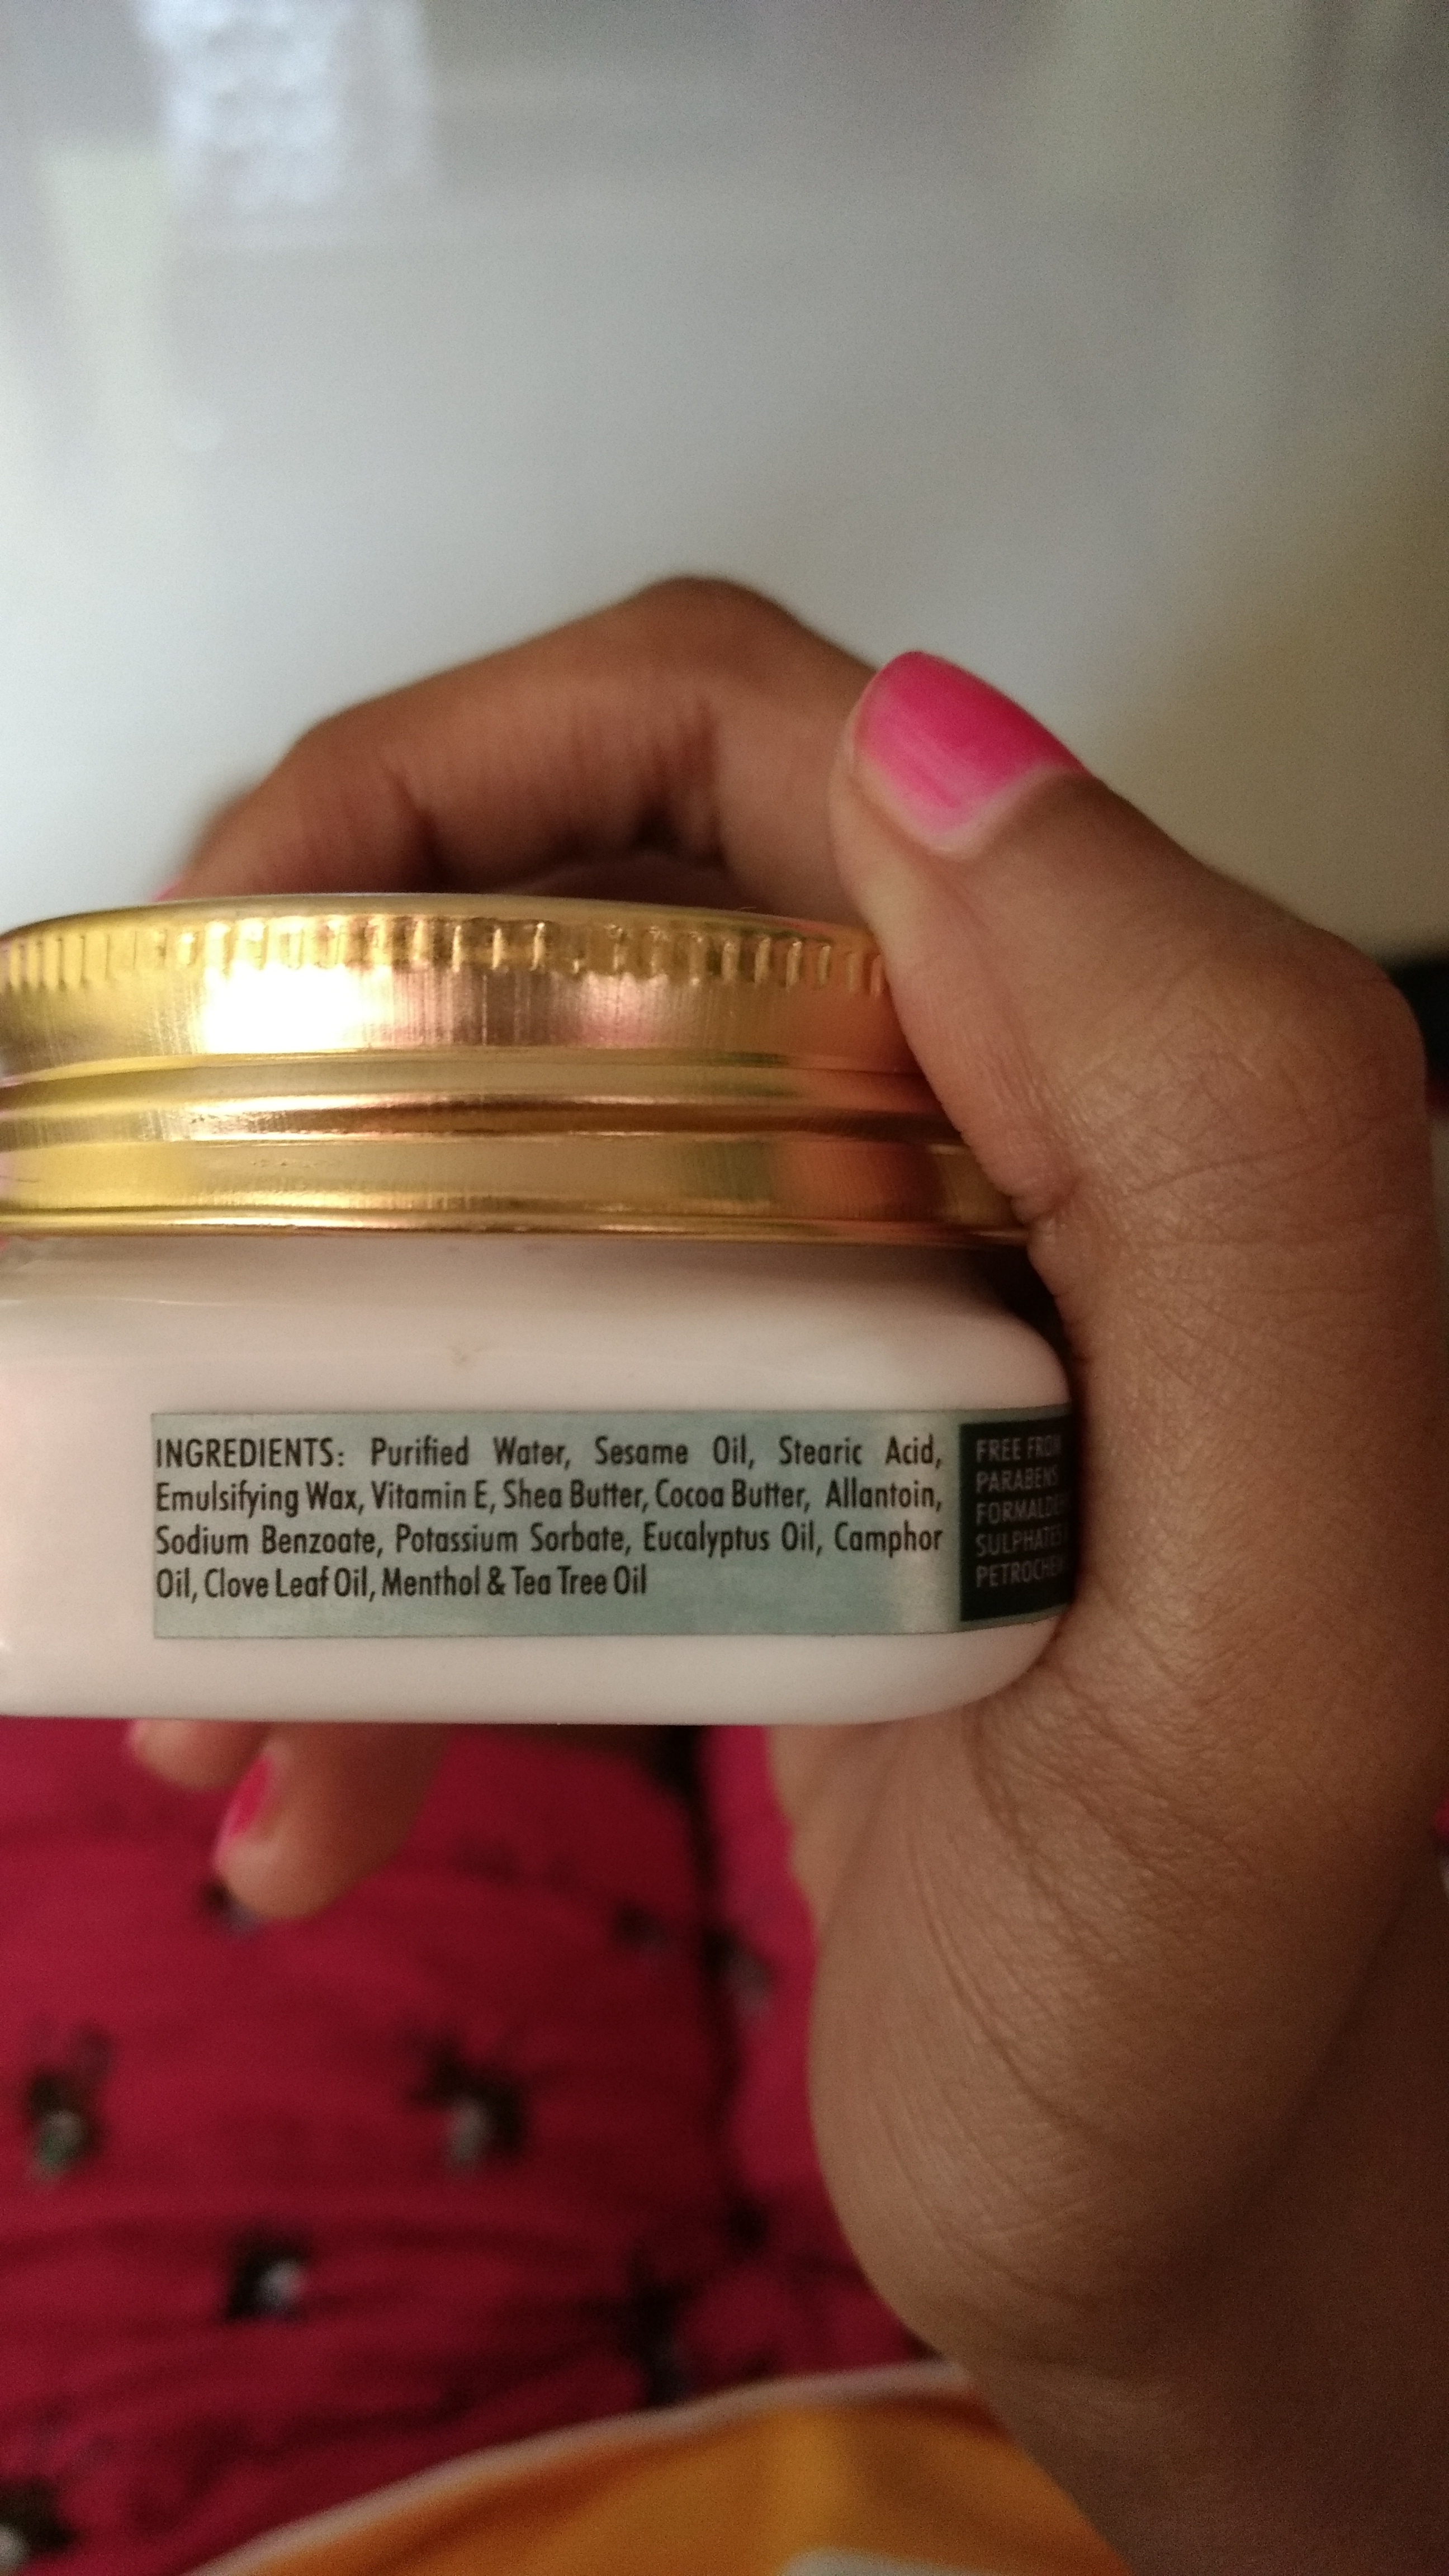 INGREDIENTS: Purified Water, Sesame Oil, Stearic Acid,
Emulsifying Wax, Vitamin E, Shea Butter, Cocoa Butter, Allantoin,
Sodium Benzoate, Potassium Sorbate, Eucalyptus Oil, Camphor
Oil, Clove Leaf Oil, Menthol & Tea Tree Oil
FREE FROM
PARABENS